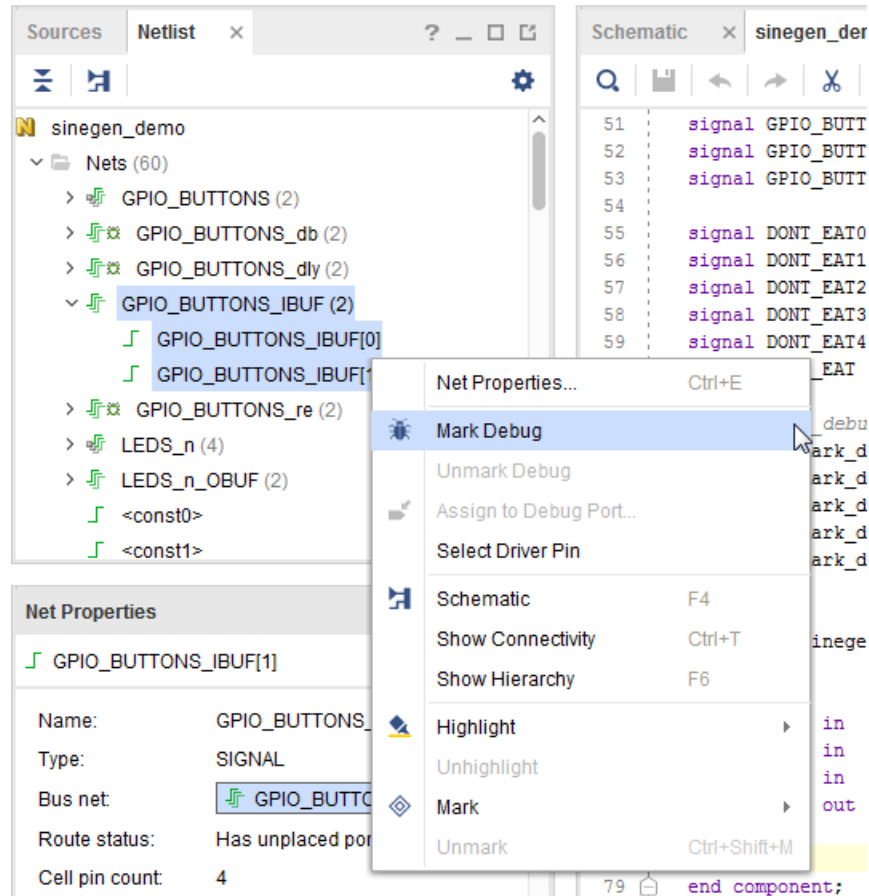 Sources Netlist × ?
sinegen_demo
Nets (60)
GPIO_BUTTONS (2)
GPIO_BUTTONS_db (2)
GPIO_BUTTONS_dly (2)
GPIO_BUTTONS_IBUF (2)
GPIO_BUTTONS_IBUF[0]
GPIO_BUTTONS_IBUF[1
GPIO_BUTTONS_re (2)
LEDS_n (4)
LEDS_n_OBUF (2)
<const0>
<const1>
Net Properties
GPIO_BUTTONS_IBUF[1]
Name: GPIO_BUTTONS_
Type: SIGNAL
Bus net: GPIO_BUTTO
Route status: Has unplaced por
Cell pin count: 4
Net Properties... Ctrl+E
Mark Debug
Unmark Debug
Assign to Debug Port...
Select Driver Pin
Schematic F4
Show Connectivity Ctrl+T
Show Hierarchy F6
Highlight
Unhighlight
Mark
Unmark Ctrl+Shift+M
Schematic × sinegen_der
51 signal GPIO_BUTT
52 signal GPIO_BUTT
53 signal GPIO_BUTT
54
55 signal DONT_EAT0
56 signal DONT_EAT1
57 signal DONT_EAT2
58 signal DONT_EAT3
59 signal DONT_EAT4
_EAT
_debu
ark_d
ark_d
ark_d
ark_d
ark_d
inege
in
in
in
out
79 end component;